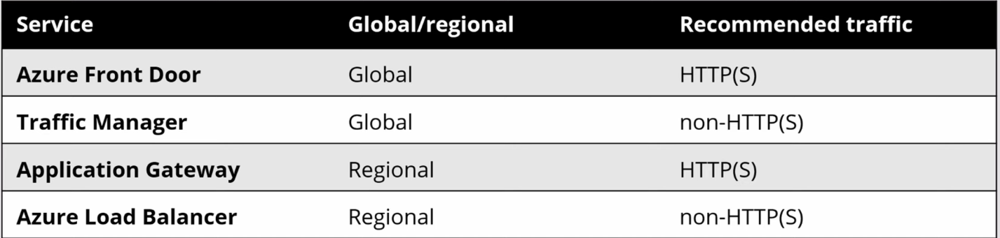 Service Global/regional Recommended traffic
Azure Front Door Global HTTP(S)
Traffic Manager Global non-HTTP(S)
Application Gateway Regional HTTP(S)
Azure Load Balancer Regional non-HTTP(S)